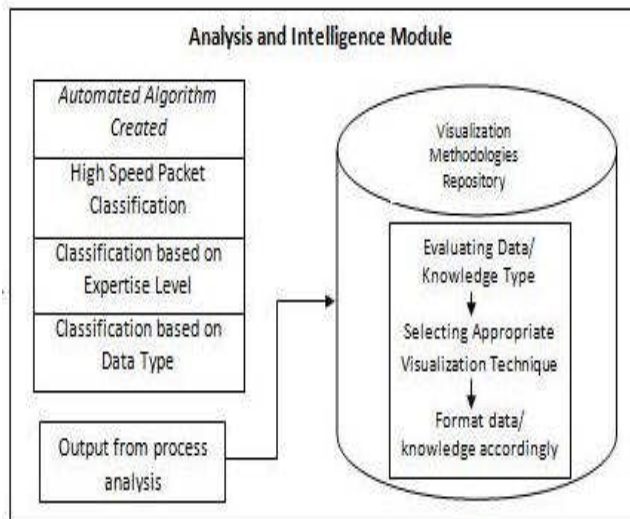 Analysis and Intelligence Module
Automated Algorithm
Created
High Speed Packet
Classification
Classification based on
Expertise Level
Classification based on
Data Type
Output from process
analysis
Visualization
Methodologies
Repository
Evaluating Data/
Knowledge Type
Selecting Appropriate
Visualization Technique
Format data/
knowledge accordingly